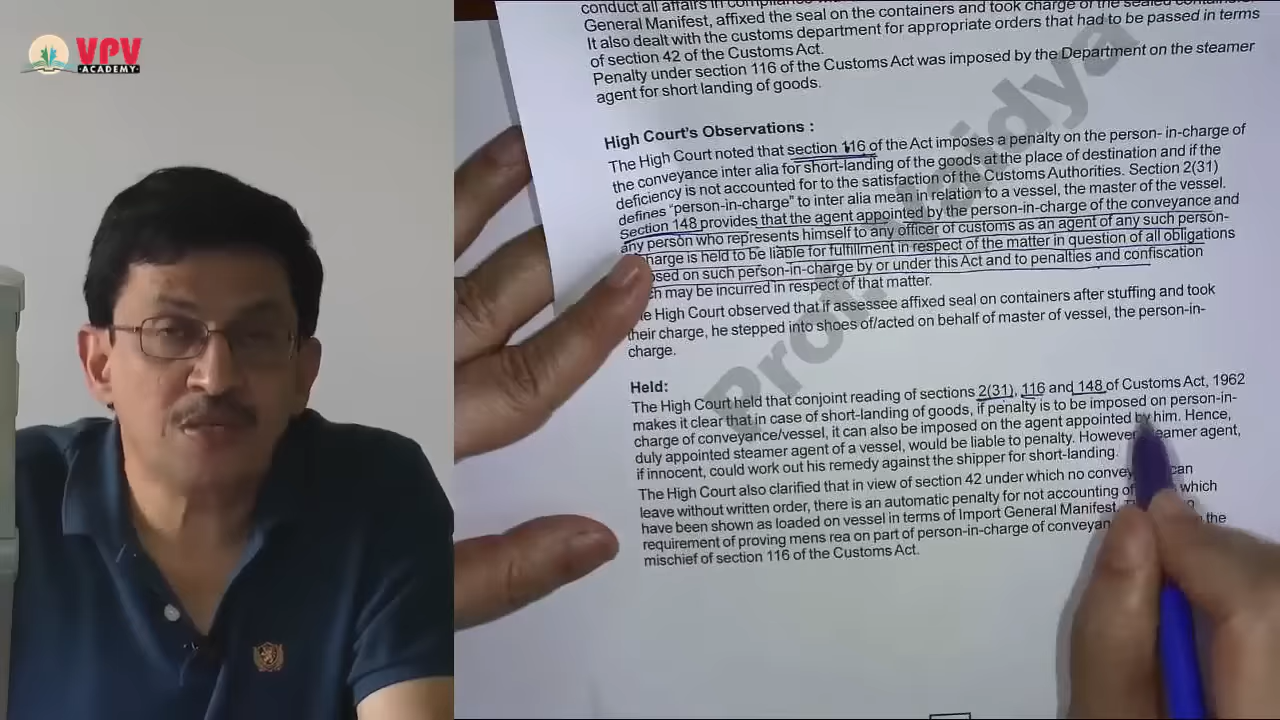 VPV
ACADEMY
conduct all affairs in compliance
General Manifest, affixed the seal on the containers and took charge of the sealed
It also dealt with the customs department for appropriate orders that had to be passed in terms
of section 42 of the Customs Act.
Penalty under section 116 of the Customs Act was imposed by the Department on the steamer
agent for short landing of goods.
High Court's Observations :
The High Court noted that section 116 of the Act imposes a penalty on the person- in-charge of
the conveyance inter alia for short-landing of the goods at the place of destination and if the
deficiency is not accounted for to the satisfaction of the Customs Authorities. Section 2(31)
defines "person-in-charge" to inter alia mean in relation to a vessel, the master of the vessel.
Section 148 provides that the agent appointed by the person-in-charge of the conveyance and
any person who represents himself to any officer of customs as an agent of any such person-
charge is held to be liable for fulfillment in respect of the matter in question of all obligations
osed on such person-in-charge by or under this Act and to penalties and confiscation
may be incurred in respect of that matter.
e High Court observed that if assessee affixed seal on containers after stuffing and took
their charge, he stepped into shoes of/acted on behalf of master of vessel, the person-in-
charge.
Held:
The High Court held that conjoint reading of sections 2(31), 116 and 148 of Customs Act, 1962
makes it clear that in case of short-landing of goods, if penalty is to be imposed on person-in-
charge of conveyance/vessel, it can also be imposed on the agent appointed by him. Hence,
duly appointed steamer agent of a vessel, would be liable to penalty. However steamer agent,
if innocent, could work out his remedy against the shipper for short-landing.
The High Court also clarified that in view of section 42 under which no convey can
leave without written order, there is an automatic penalty for not accounting of which
have been shown as loaded on vessel in terms of Import General Manifest.
requirement of proving mens rea on part of person-in-charge of conveyan the
mischief of section 116 of the Customs Act.